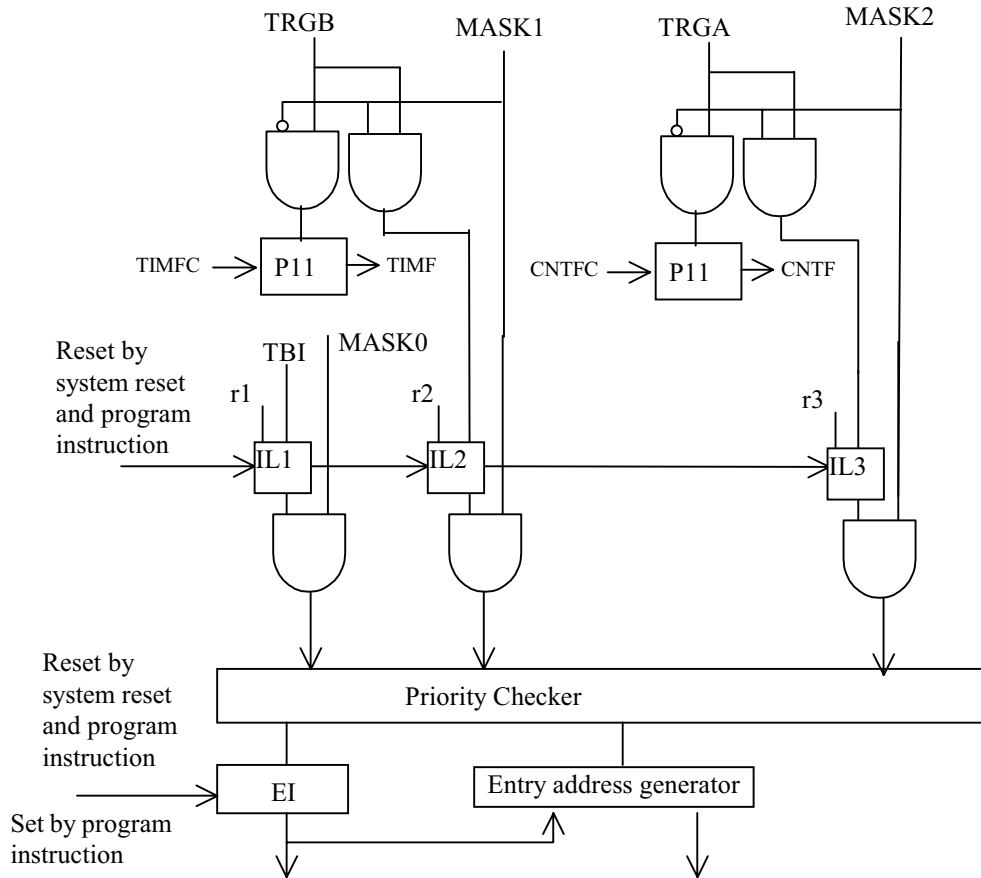 TRGB
MASK1
TRGA
MASK2
TIMFC
P11
TIMF
CNTFC
P11
CNTF
Reset by
system reset
and program
instruction
TBI
MASK0
r1
r2
r3
IL1
IL2
IL3
Reset by
system reset
and program
instruction
Priority Checker
EI
Entry address generator
Set by program
instruction